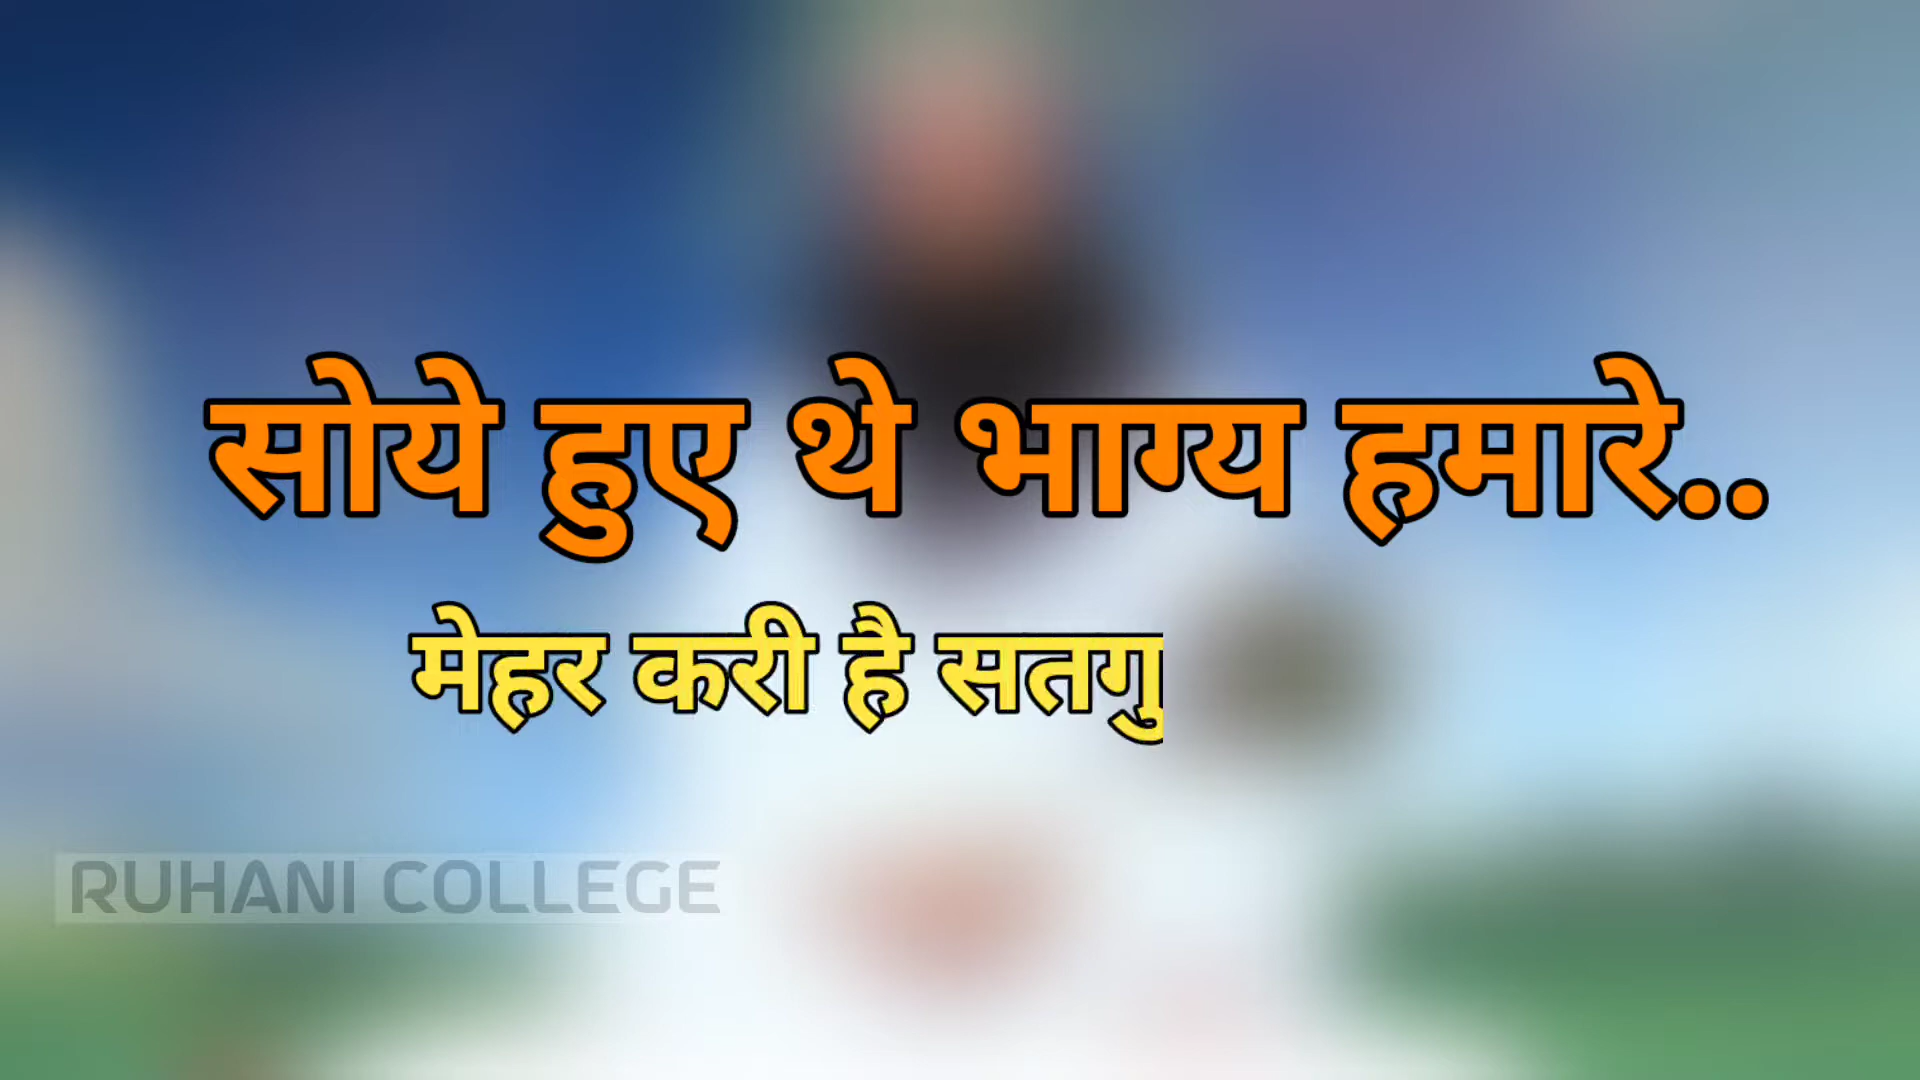 सोये हुए थे भाग्य हमारे..
मेहर करी है सतगु
RUHANI COLLEGE